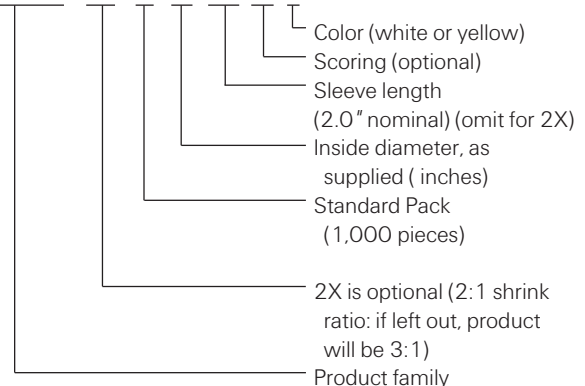 Color (white or yellow)
Scoring (optional)
Sleeve length
(2.0" nominal) (omit for 2X)
Inside diameter, as
supplied ( inches)
Standard Pack
(1,000 pieces)
2X is optional (2:1 shrink
ratio: if left out, product
will be 3:1)
Product family